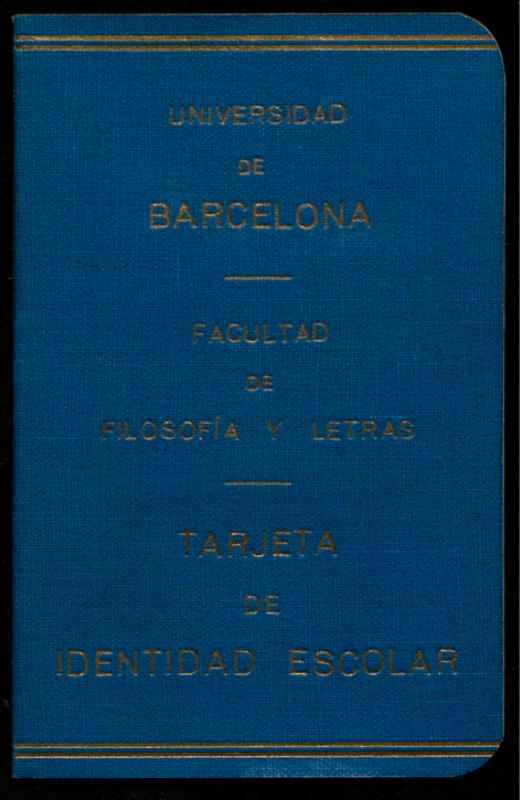 UNIVERSIDAD
DE
BARCELONA
FACULTAD
DE
FILOSOFÍA Y LETRAS
TARJETA
DE
IDENTIDAD ESCOLAR